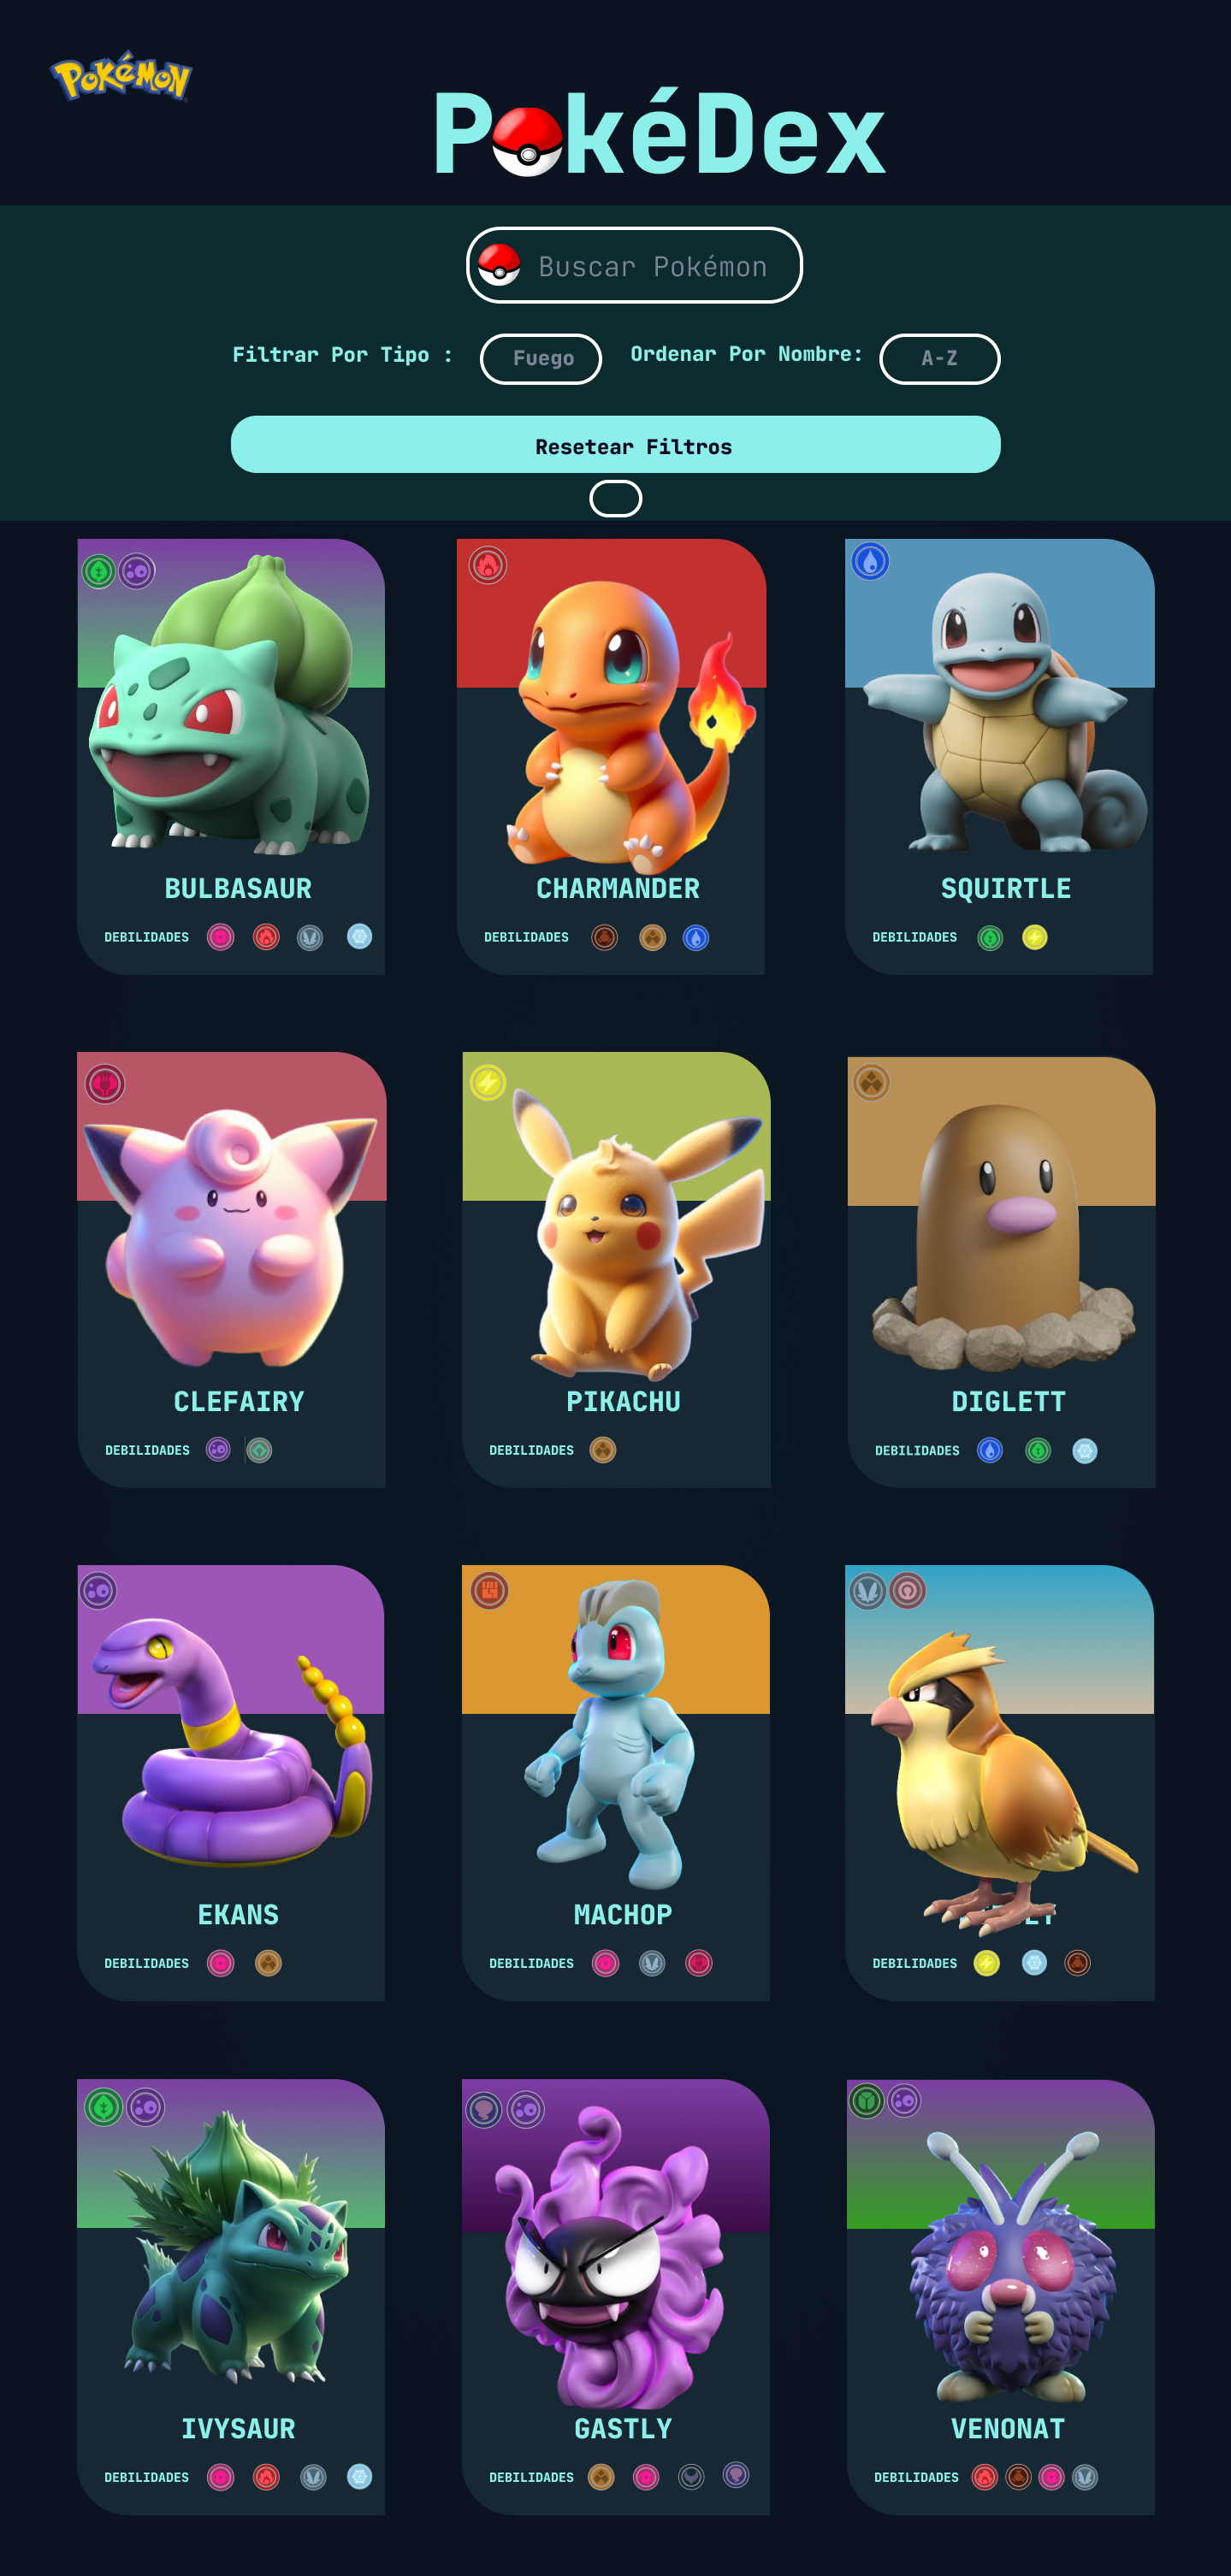 Pokémon
PokéDex
Buscar Pokémon
Filtrar Por Tipo : Fuego Ordenar Por Nombre: A-Z
Resetear Filtros
BULBASAUR CHARMANDER SQUIRTLE
DEBILIDADES DEBILIDADES DEBILIDADES
CLEFAIRY PIKACHU DIGLETT
DEBILIDADES DEBILIDADES DEBILIDADES
EKANS MACHOP
DEBILIDADES DEBILIDADES DEBILIDADES
IVYSAUR GASTLY VENONAT
DEBILIDADES DEBILIDADES DEBILIDADES